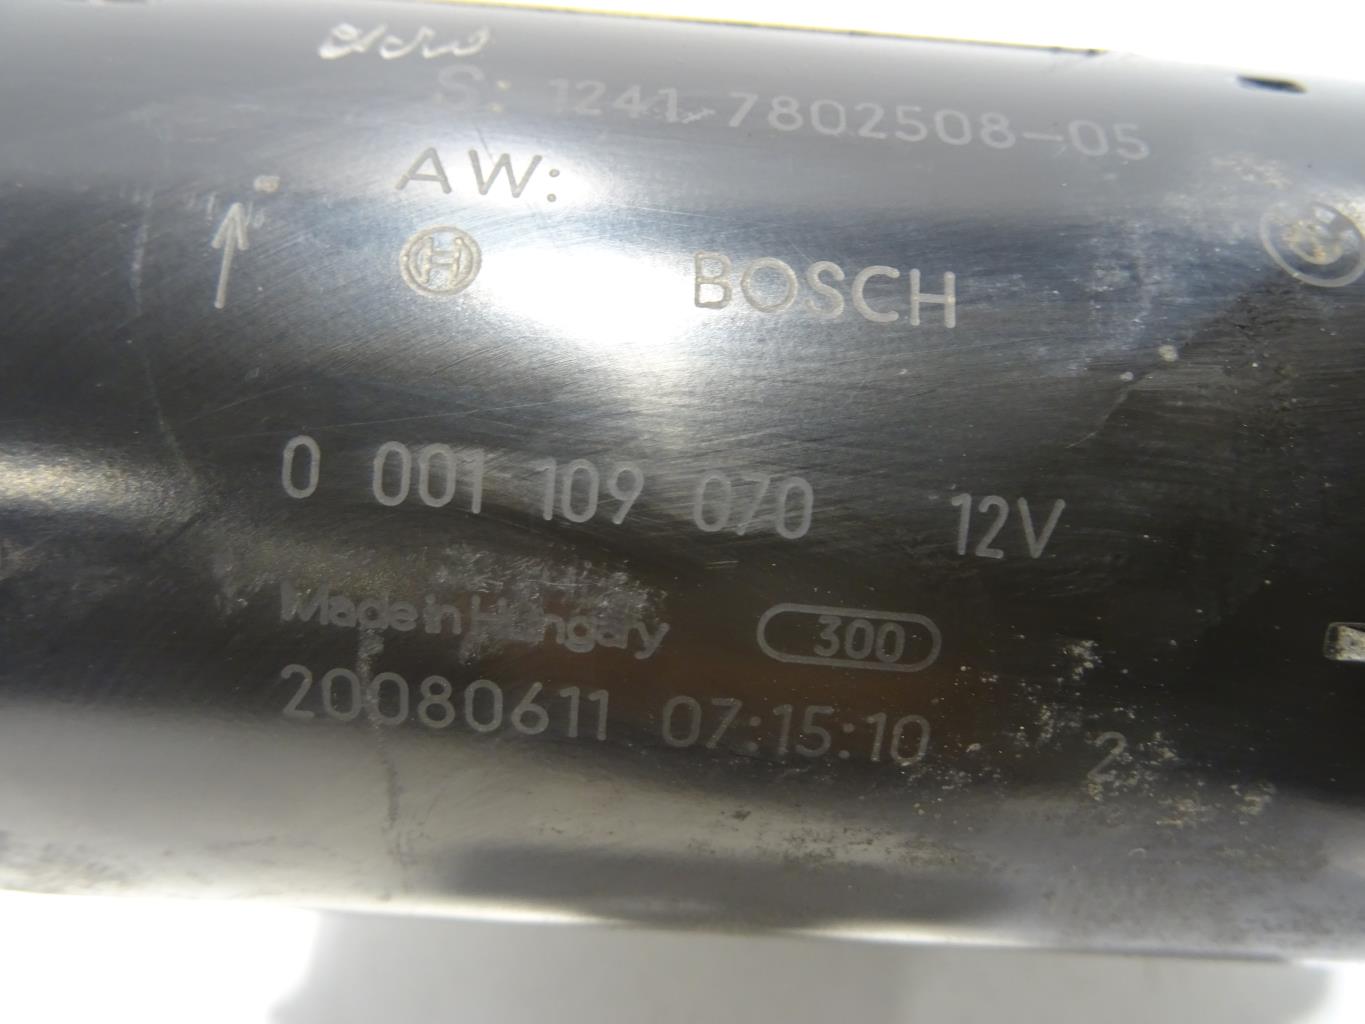 S: 1241-7802508-05
AW:
BOSCH
0 001 109 070 12V
Made in Hungary 300
20080611 07:15:10 2